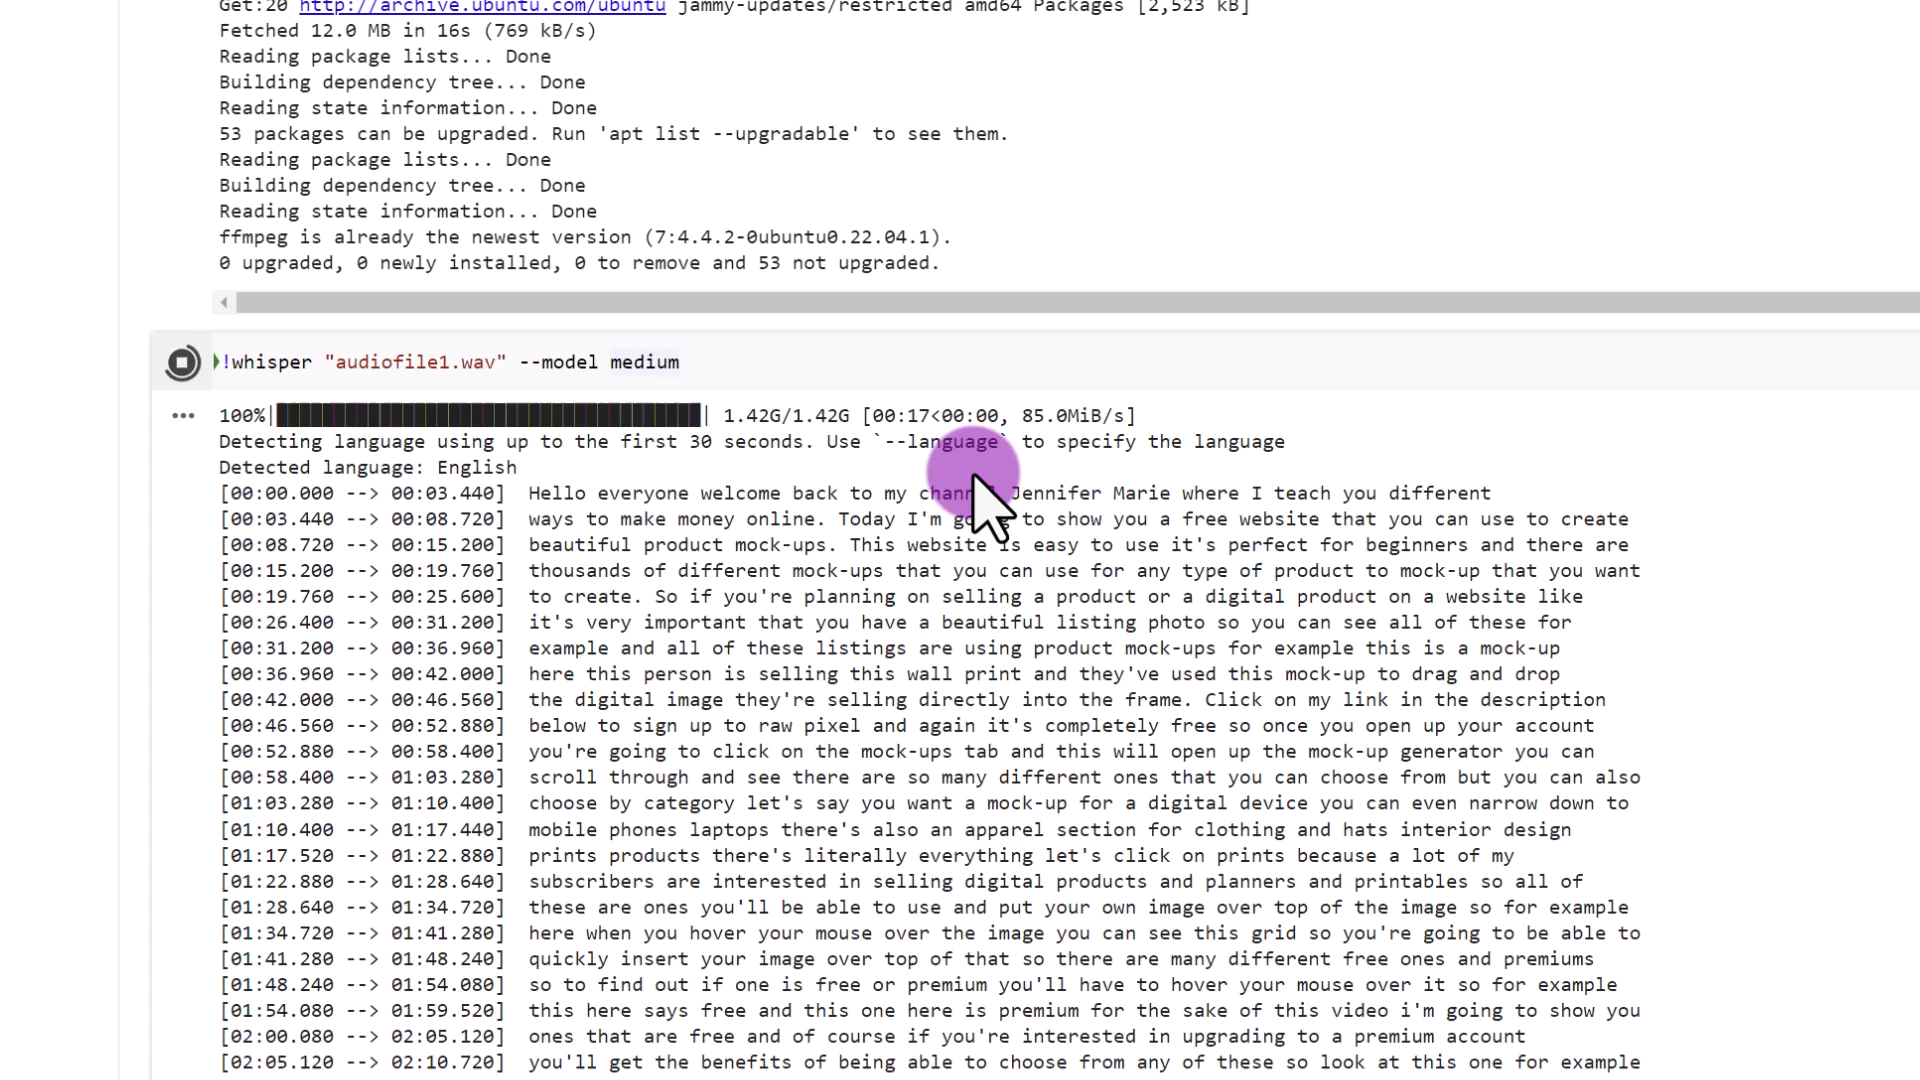 Get:20 http://archive.ubuntu.com/ubuntu jammy-updates/restricted amd64 Packages [2,523 kB]
Fetched 12.0 MB in 16s (769 kB/s)
Reading package lists... Done
Building dependency tree... Done
Reading state information... Done
53 packages can be upgraded. Run 'apt list --upgradable' to see them.
Reading package lists... Done
Building dependency tree... Done
Reading state information... Done
ffmpeg is already the newest version (7:4.4.2-0ubuntu0.22.04.1).
0 upgraded, 0 newly installed, 0 to remove and 53 not upgraded.
!whisper "audiofile1.wav" --model medium
100%| | 1.42G/1.42G [00:17<00:00, 85.0MiB/s]
Detecting language using up to the first 30 seconds. Use `--language` to specify the language
Detected language: English
[00:00.000 --> 00:03.440] Hello everyone welcome back to my channel Jennifer Marie where I teach you different
[00:03.440 --> 00:08.720] ways to make money online. Today I'm going to show you a free website that you can use to create
[00:08.720 --> 00:15.200] beautiful product mock-ups. This website is easy to use it's perfect for beginners and there are
[00:15.200 --> 00:19.760] thousands of different mock-ups that you can use for any type of product to mock-up that you want
[00:19.760 --> 00:25.600] to create. So if you're planning on selling a product or a digital product on a website like
[00:26.400 --> 00:31.200] it's very important that you have a beautiful listing photo so you can see all of these for
[00:31.200 --> 00:36.960] example and all of these listings are using product mock-ups for example this is a mock-up
[00:36.960 --> 00:42.000] here this person is selling this wall print and they've used this mock-up to drag and drop
[00:42.000 --> 00:46.560] the digital image they're selling directly into the frame. Click on my link in the description
[00:46.560 --> 00:52.880] below to sign up to raw pixel and again it's completely free so once you open up your account
[00:52.880 --> 00:58.400] you're going to click on the mock-ups tab and this will open up the mock-up generator you can
[00:58.400 --> 01:03.280] scroll through and see there are so many different ones that you can choose from but you can also
[01:03.280 --> 01:10.400] choose by category let's say you want a mock-up for a digital device you can even narrow down to
[01:10.400 --> 01:17.440] mobile phones laptops there's also an apparel section for clothing and hats interior design
[01:17.520 --> 01:22.880] prints products there's literally everything let's click on prints because a lot of my
[01:22.880 --> 01:28.640] subscribers are interested in selling digital products and planners and printables so all of
[01:28.640 --> 01:34.720] these are ones you'll be able to use and put your own image over top of the image so for example
[01:34.720 --> 01:41.280] here when you hover your mouse over the image you can see this grid so you're going to be able to
[01:41.280 --> 01:48.240] quickly insert your image over top of that so there are many different free ones and premiums
[01:48.240 --> 01:54.080] so to find out if one is free or premium you'll have to hover your mouse over it so for example
[01:54.080 --> 01:59.520] this here says free and this one here is premium for the sake of this video i'm going to show you
[02:00.080 --> 02:05.120] ones that are free and of course if you're interested in upgrading to a premium account
[02:05.120 --> 02:10.720] you'll get the benefits of being able to choose from any of these so look at this one for example